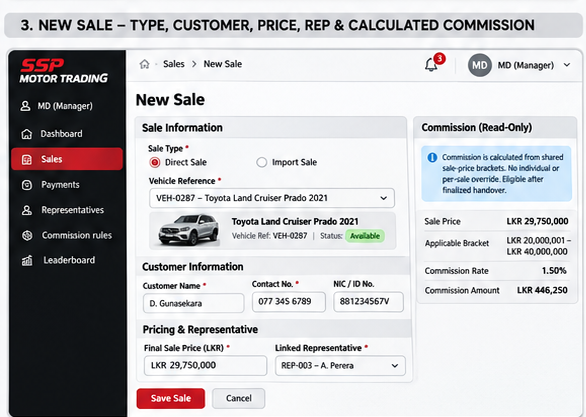 3. NEW SALE – TYPE, CUSTOMER, PRICE, REP & CALCULATED COMMISSION
SSP
MOTOR TRADING
MD (Manager)
Dashboard
Sales
Payments
Representatives
Commission rules
Leaderboard
Sales > New Sale
3
MD
MD (Manager)
New Sale
Sale Information
Sale Type *
Direct Sale
Import Sale
Vehicle Reference *
VEH-0287 – Toyota Land Cruiser Prado 2021
Toyota Land Cruiser Prado 2021
Vehicle Ref: VEH-0287 | Status: Available
Customer Information
Customer Name *
Contact No. *
NIC / ID No.
D. Gunasekara
077 345 6789
881234567V
Pricing & Representative
Final Sale Price (LKR) *
Linked Representative *
LKR 29,750,000
REP-003 – A. Perera
Save Sale
Cancel
Commission (Read-Only)
Commission is calculated from shared
sale-price brackets. No individual or
per-sale override. Eligible after
finalized handover.
Sale Price
LKR 29,750,000
Applicable Bracket
LKR 20,000,001 –
LKR 40,000,000
Commission Rate
1.50%
Commission Amount
LKR 446,250